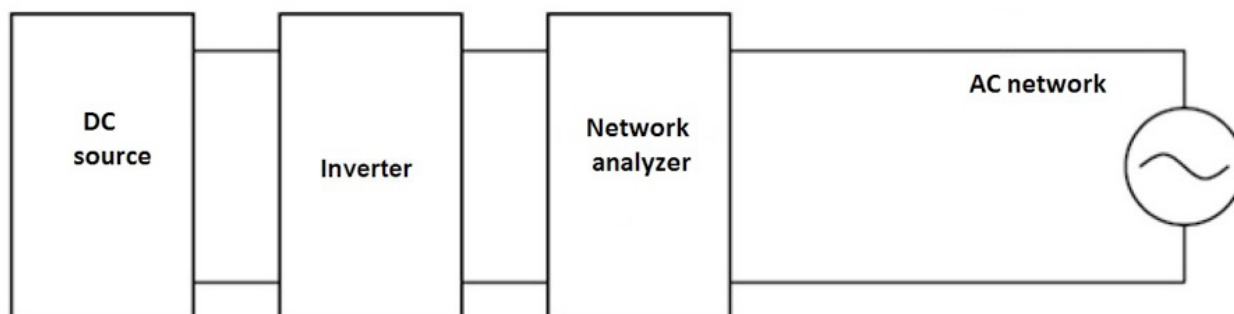 DC
source
Inverter
Network
analyzer
AC network